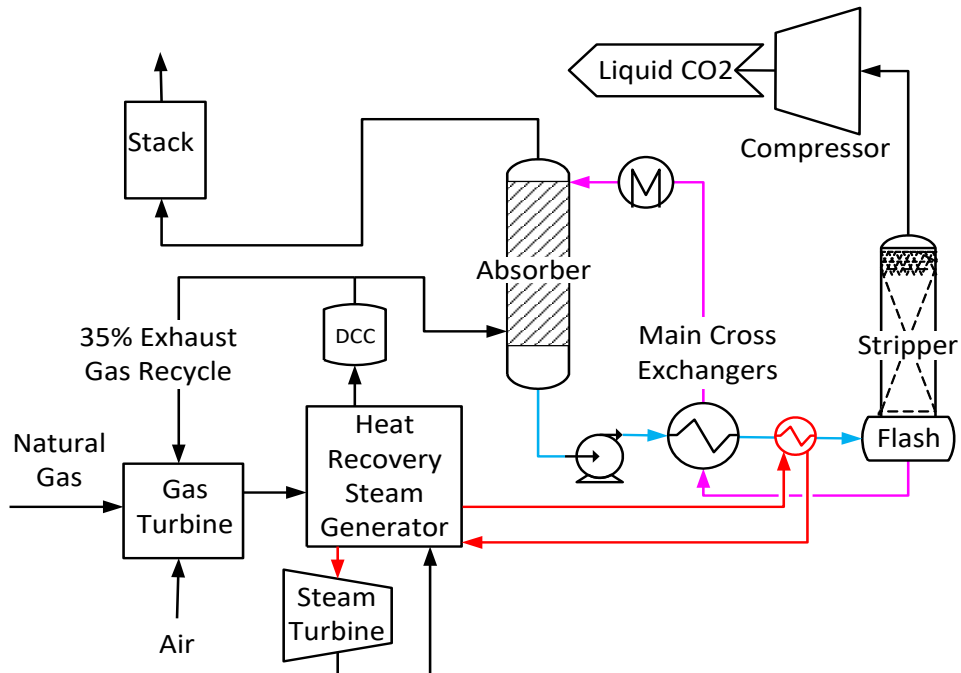 Liquid CO2
Stack
Compressor
Absorber
35% Exhaust
Gas Recycle
DCC
Main Cross
Exchangers
Stripper
Flash
Natural
Gas
Gas
Turbine
Heat
Recovery
Steam
Generator
Steam
Turbine
Air